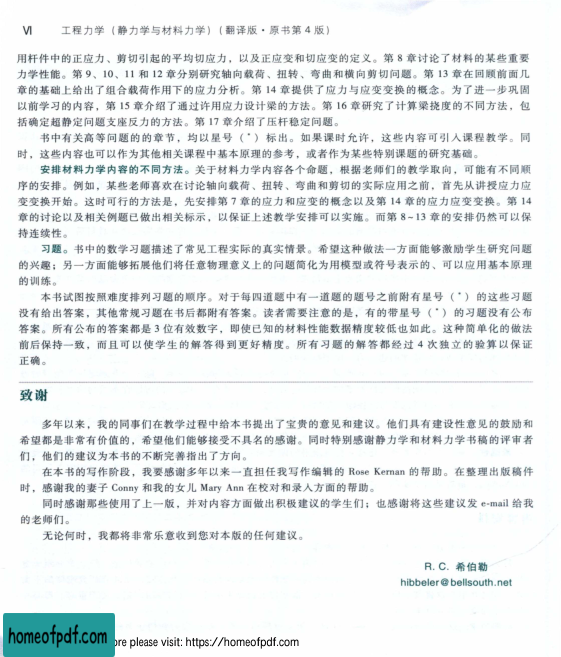 Ⅵ 工程力学（静力学与材料力学）（翻译版·原书第 4 版）
用杆件中的正应力、剪切引起的平均切应力，以及正应变和切应变的定义。第 8 章讨论了材料的某些重要
力学性能。第 9、10、11 和 12 章分别研究轴向载荷、扭转、弯曲和横向剪切问题。第 13 章在回顾前面几
章的基础上给出了组合载荷作用下的应力分析。第 14 章提供了应力与应变变换的概念。为了进一步巩固
以前学习的内容，第 15 章介绍了通过许用应力设计梁的方法。第 16 章研究了计算梁挠度的不同方法，包
括确定超静定问题支座反力的方法。第 17 章介绍了压杆稳定问题。
书中有关高等问题的的章节，均以星号（*）标出。如果课时允许，这些内容可引入课程教学。同
时，这些内容也可以作为其他相关课程中基本原理的参考，或者作为某些特别课题的研究基础。
安排材料力学内容的不同方法。关于材料力学内容各个命题，根据老师们的教学取向，可能有不同顺
序的安排。例如，某些老师喜欢在讨论轴向载荷、扭转、弯曲和剪切的实际应用之前，首先从讲授应力应
变变换开始。这时可行的方法是，先安排第 7 章的应力和应变的概念以及第 14 章的应力应变变换。第 14
章的讨论以及相关例题已做出相关标示，以保证上述教学安排可以实施。而第 8~13 章的安排仍然可以保
持连续性。
习题。书中的数学习题描述了常见工程实际的真实情景。希望这种做法一方面能够激励学生研究问题
的兴趣；另一方面能够拓展他们将任意物理意义上的问题简化为用模型或符号表示的、可以应用基本原理
的训练。
本书试图按照难度排列习题的顺序。对于每四道题中有一道题的题号之前附有星号（*）的这些习题
没有给出答案，其他常规习题在书后都附有答案。读者需要注意的是，有的带星号（*）的习题没有公布
答案。所有公布的答案都是 3 位有效数字，即使已知的材料性能数据精度较低也如此。这种简单化的做法
前后保持一致，而且可以使学生的解答得到更好精度。所有习题的解答都经过 4 次独立的验算以保证
正确。
致谢
多年以来，我的同事们在教学过程中给本书提出了宝贵的意见和建议。他们具有建设性意见的鼓励和
希望都是非常有价值的，希望他们能够接受不具名的感谢。同时特别感谢静力学和材料力学书稿的评审者
们，他们的建议为本书的不断完善指出了方向。
在本书的写作阶段，我要感谢多年以来一直担任我写作编辑的 Rose Kernan 的帮助。在整理出版稿件
时，感谢我的妻子 Conny 和我的女儿 Mary Ann 在校对和录入方面的帮助。
同时感谢那些使用了上一版，并对内容方面做出积极建议的学生们；也感谢将这些建议发 e-mail 给我
的老师们。
无论何时，我都将非常乐意收到您对本版的任何建议。
R. C. 希伯勒
hibbeler@bellsouth.net
homeofpdf.com
ore please visit: https://homeofpdf.com